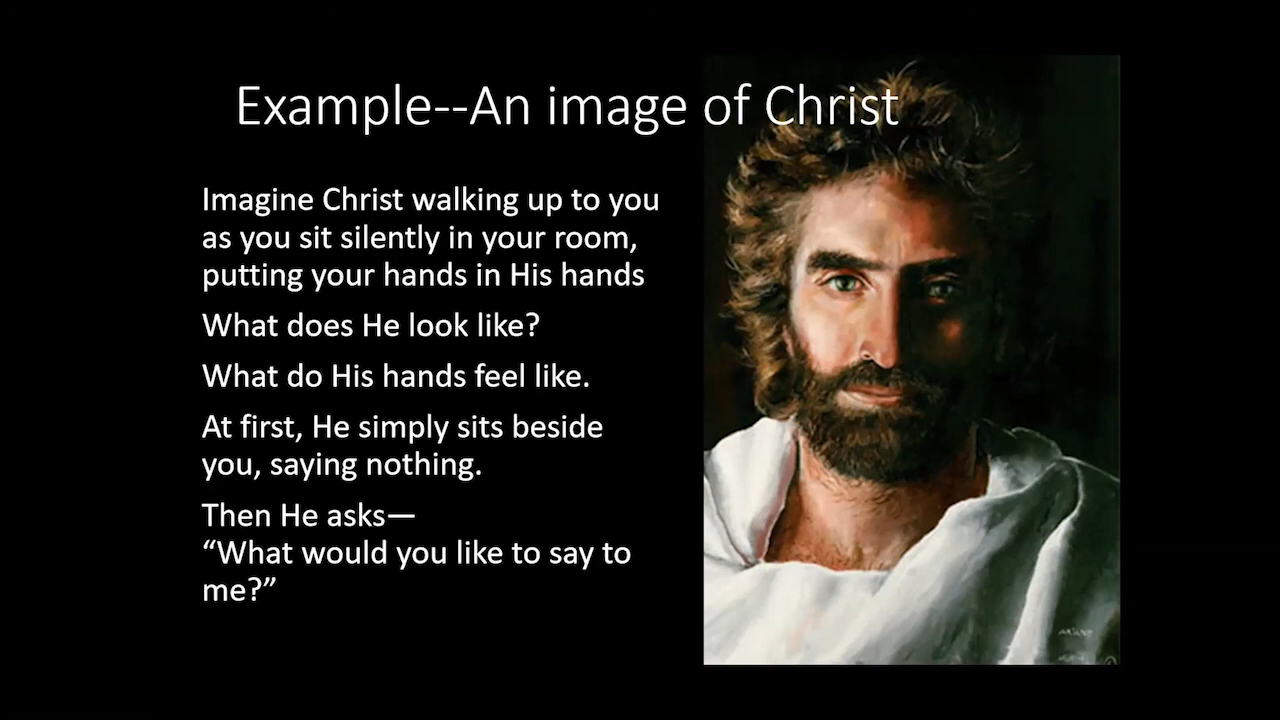 Example--An image of Christ
Imagine Christ walking up to you
as you sit silently in your room,
putting your hands in His hands
What does He look like?
What do His hands feel like.
At first, He simply sits beside
you, saying nothing.
Then He asks—
“What would you like to say to
me?”